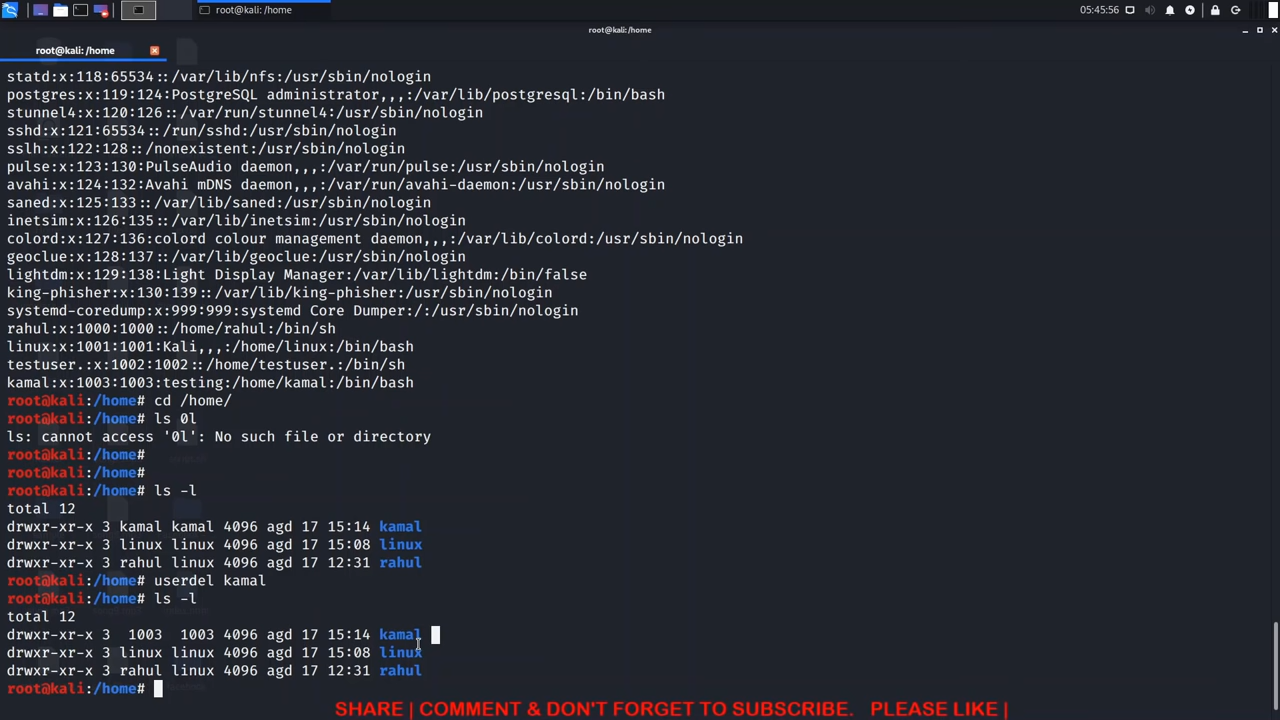 root@kali: /home
05:45:56
root@kali: /home
root@kali: /home
statd:x:118:65534::/var/lib/nfs:/usr/sbin/nologin
postgres:x:119:124:PostgreSQL administrator,,,:/var/lib/postgresql:/bin/bash
stunnel4:x:120:126::/var/run/stunnel4:/usr/sbin/nologin
sshd:x:121:65534::/run/sshd:/usr/sbin/nologin
sslh:x:122:128::/nonexistent:/usr/sbin/nologin
pulse:x:123:130:PulseAudio daemon,,,:/var/run/pulse:/usr/sbin/nologin
avahi:x:124:132:Avahi mDNS daemon,,,:/var/run/avahi-daemon:/usr/sbin/nologin
saned:x:125:133::/var/lib/saned:/usr/sbin/nologin
inetsim:x:126:135::/var/lib/inetsim:/usr/sbin/nologin
colord:x:127:136:colord colour management daemon,,,:/var/lib/colord:/usr/sbin/nologin
geoclue:x:128:137::/var/lib/geoclue:/usr/sbin/nologin
lightdm:x:129:138:Light Display Manager:/var/lib/lightdm:/bin/false
king-phisher:x:130:139::/var/lib/king-phisher:/usr/sbin/nologin
systemd-coredump:x:999:999:systemd Core Dumper:/:/usr/sbin/nologin
rahul:x:1000:1000::/home/rahul:/bin/sh
linux:x:1001:1001:Kali,,,:/home/linux:/bin/bash
testuser.:x:1002:1002::/home/testuser.:/bin/sh
kamal:x:1003:1003:testing:/home/kamal:/bin/bash
root@kali:/home# cd /home/
root@kali:/home# ls 0l
ls: cannot access '0l': No such file or directory
root@kali:/home#
root@kali:/home#
root@kali:/home# ls -l
total 12
drwxr-xr-x 3 kamal kamal 4096 agd 17 15:14 kamal
drwxr-xr-x 3 linux linux 4096 agd 17 15:08 linux
drwxr-xr-x 3 rahul rahul 4096 agd 17 12:31 rahul
root@kali:/home# userdel kamal
root@kali:/home# ls -l
total 12
drwxr-xr-x 3  1003  1003 4096 agd 17 15:14 kamal
drwxr-xr-x 3 linux linux 4096 agd 17 15:08 linux
drwxr-xr-x 3 rahul rahul 4096 agd 17 12:31 rahul
root@kali:/home#
SHARE | COMMENT & DON'T FORGET TO SUBSCRIBE.   PLEASE LIKE |